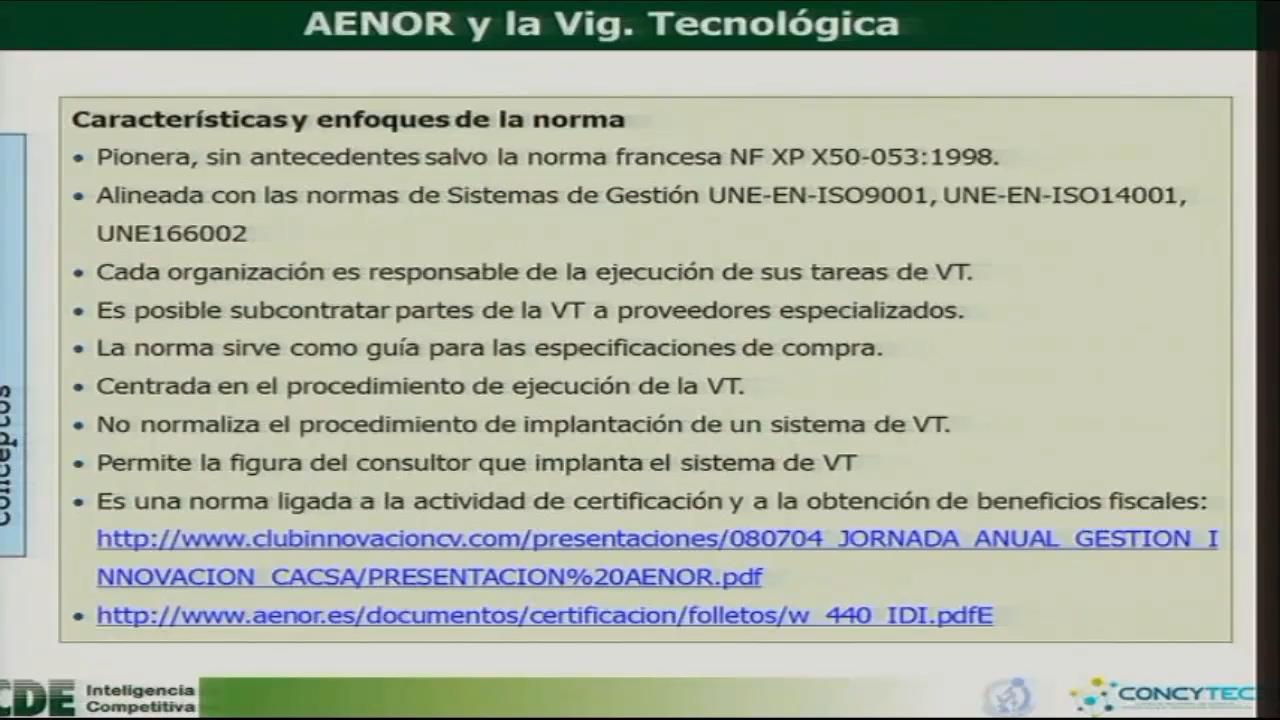 AENOR y la Vig. Tecnológica
Características y enfoques de la norma
• Pionera, sin antecedentes salvo la norma francesa NF XP X50-053:1998.
• Alineada con las normas de Sistemas de Gestión UNE-EN-ISO9001, UNE-EN-ISO14001,
UNE166002
• Cada organización es responsable de la ejecución de sus tareas de VT.
• Es posible subcontratar partes de la VT a proveedores especializados.
• La norma sirve como guía para las especificaciones de compra.
• Centrada en el procedimiento de ejecución de la VT.
• No normaliza el procedimiento de implantación de un sistema de VT.
• Permite la figura del consultor que implanta el sistema de VT
• Es una norma ligada a la actividad de certificación y a la obtención de beneficios fiscales:
http://www.clubinnovacioncv.com/presentaciones/080704_JORNADA_ANUAL_GESTION_I
NNOVACION_CACSA/PRESENTACION%20AENOR.pdf
• http://www.aenor.es/documentos/certificacion/folletos/w_440_IDI.pdfE
conceptos
CDE
Inteligencia
Competitiva
CONCYTEC